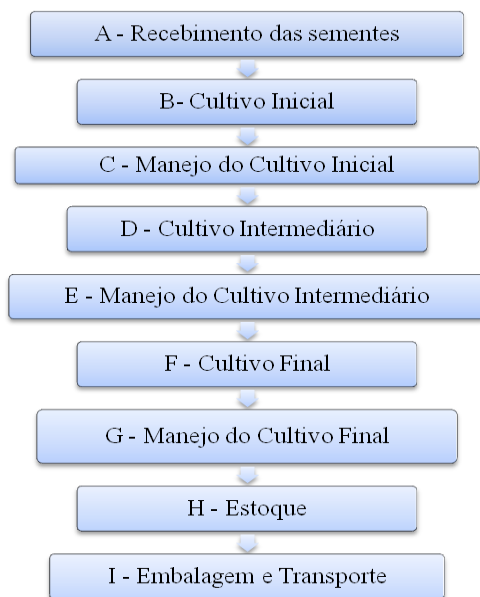 A - Recebimento das sementes
B- Cultivo Inicial
C - Manejo do Cultivo Inicial
D - Cultivo Intermediário
E - Manejo do Cultivo Intermediário
F - Cultivo Final
G - Manejo do Cultivo Final
H - Estoque
I - Embalagem e Transporte